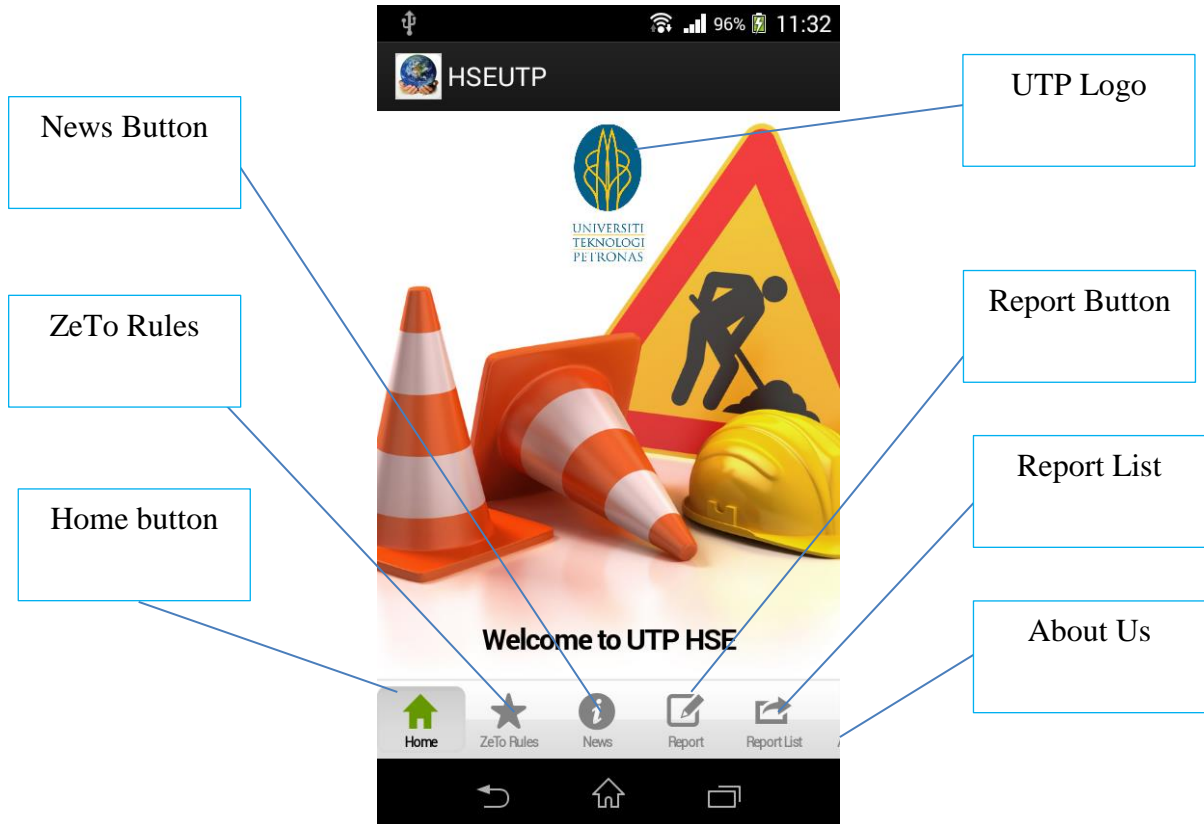 96% 11:32
HSEUTP
UTP Logo
News Button
UNIVERSITI
TEKNOLOGI
PETRONAS
Report Button
ZeTo Rules
Report List
Home button
About Us
Welcome to UTP HSE
Home
ZeTo Rules
News
Report
Report List